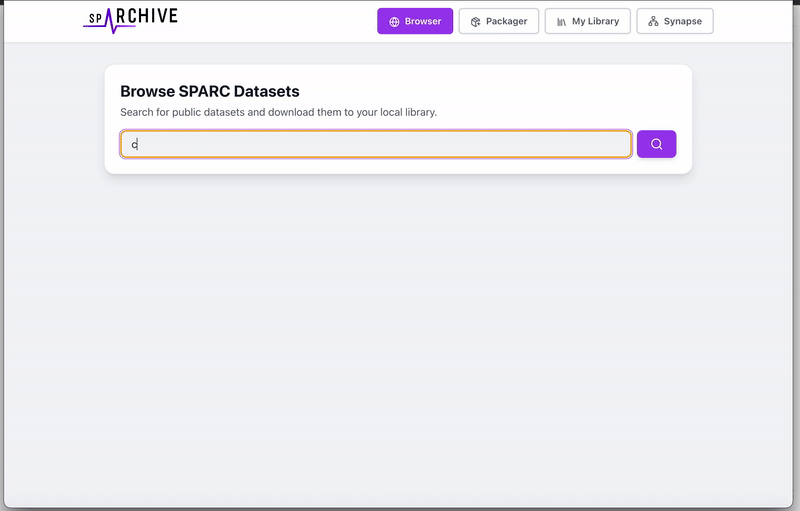 SPARCHIVE
Browser
Packager
My Library
Synapse
Browse SPARC Datasets
Search for public datasets and download them to your local library.
c